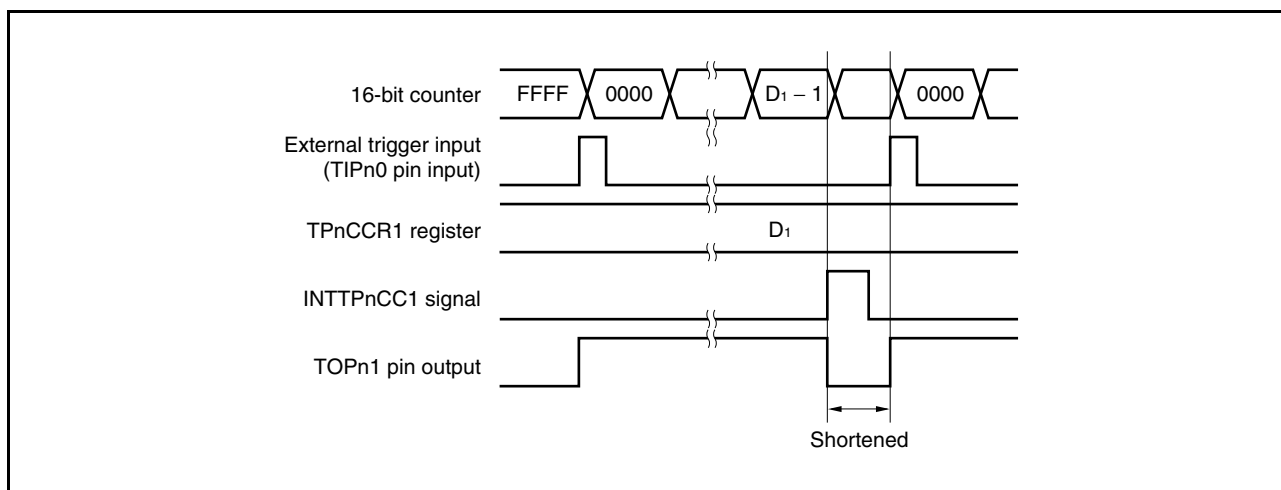 16-bit counter FFFF 0000 D1 – 1 0000
External trigger input
(TIPn0 pin input)
TPnCCR1 register D1
INTTPnCC1 signal
TOPn1 pin output
Shortened